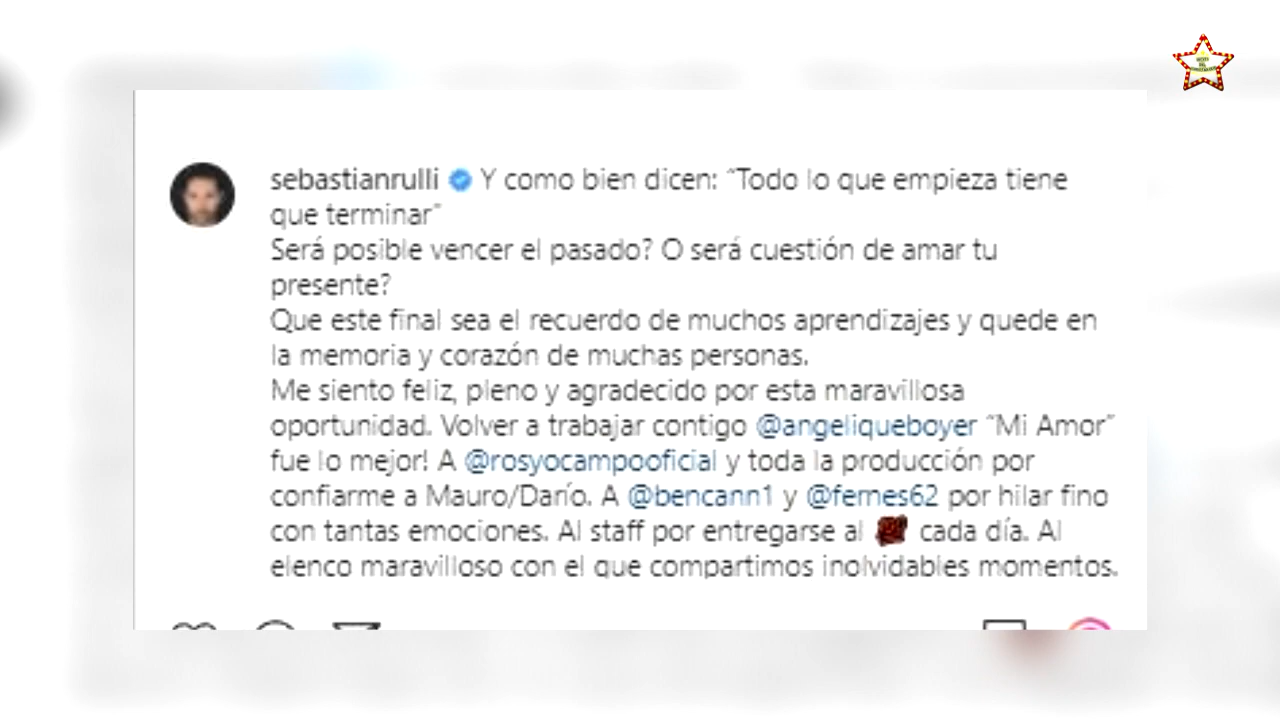 sebastianrulli Y como bien dicen: “Todo lo que empieza tiene
que terminar”
Será posible vencer el pasado? O será cuestión de amar tu
presente?
Que este final sea el recuerdo de muchos aprendizajes y quede en
la memoria y corazón de muchas personas.
Me siento feliz, pleno y agradecido por esta maravillosa
oportunidad. Volver a trabajar contigo @angeliqueboyer “Mi Amor”
fue lo mejor! A @rosyocampooficial y toda la producción por
confiarme a Mauro/Darío. A @bencann1 y @fernes62 por hilar fino
con tantas emociones. Al staff por entregarse al cada día. Al
elenco maravilloso con el que compartimos inolvidables momentos.